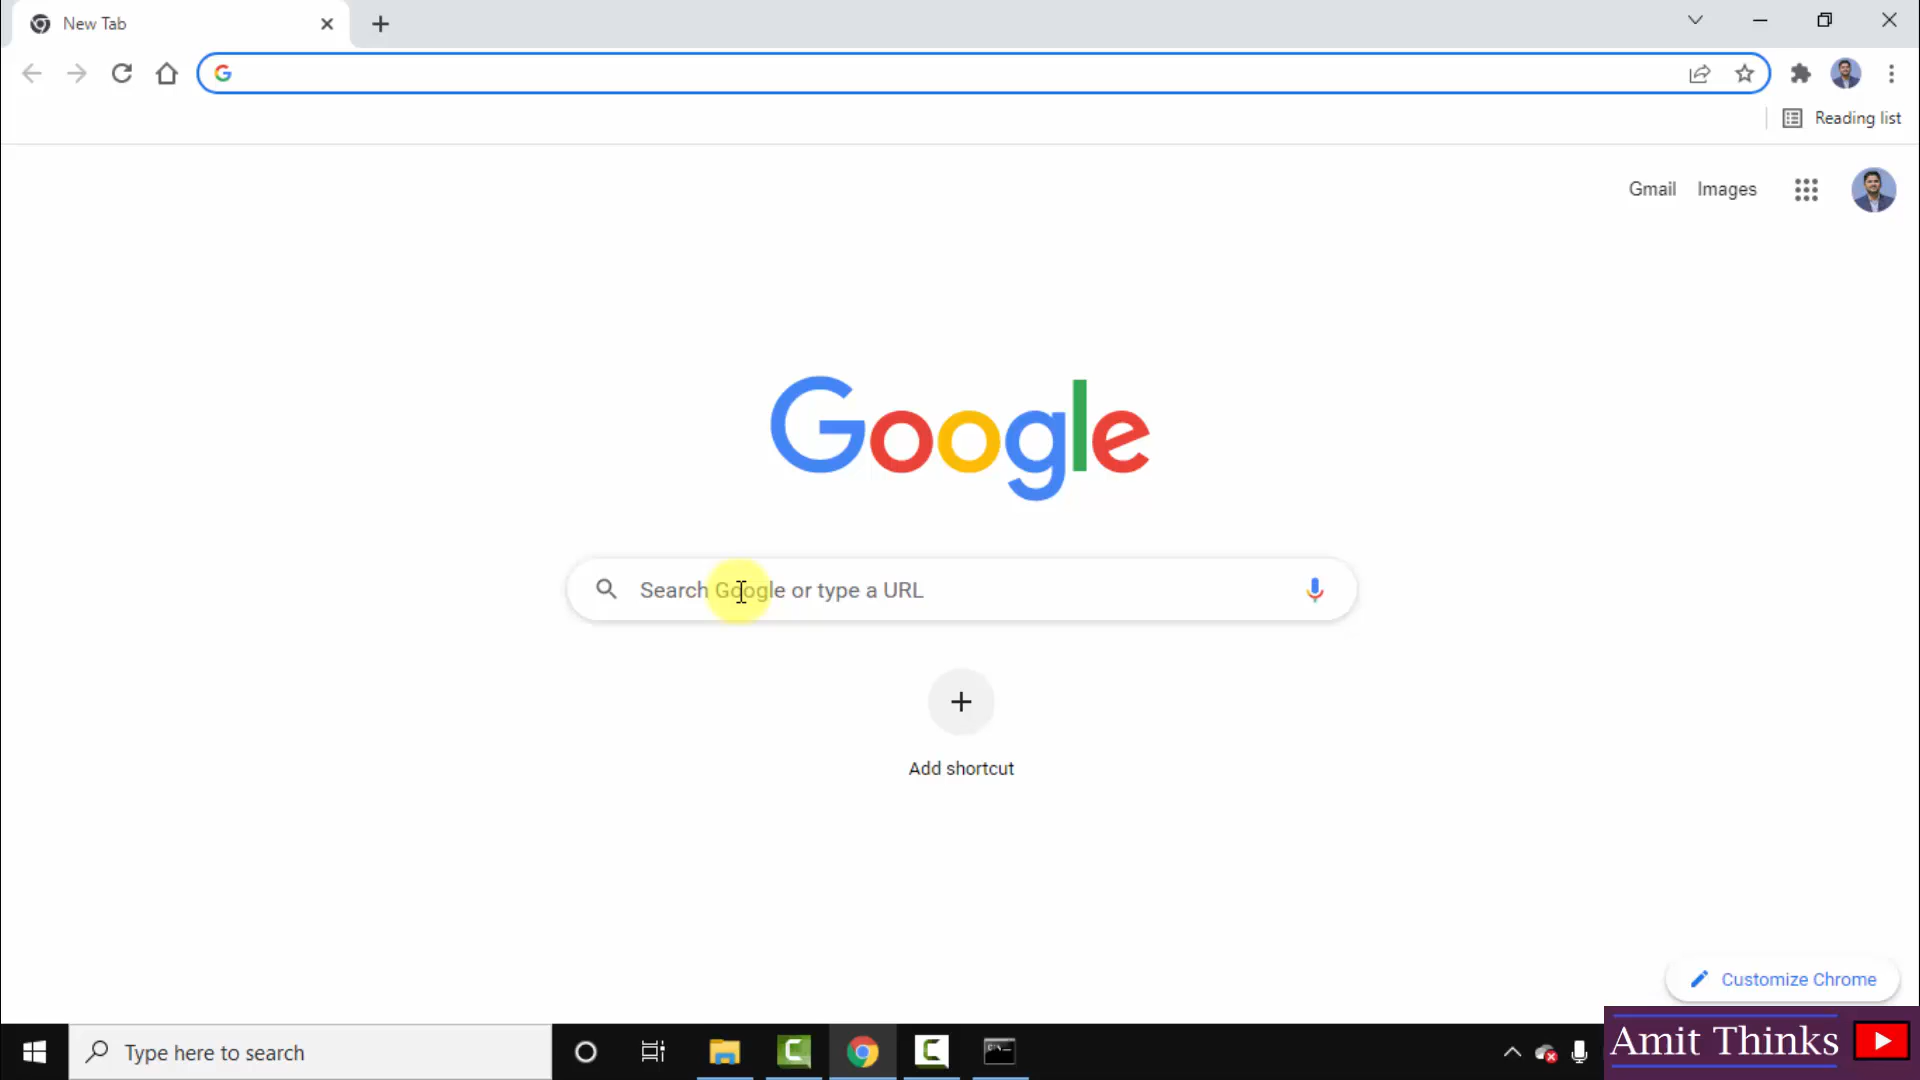 New Tab
Reading list
Gmail Images
Google
Search Google or type a URL
Add shortcut
Customize Chrome
Type here to search
Amit Thinks